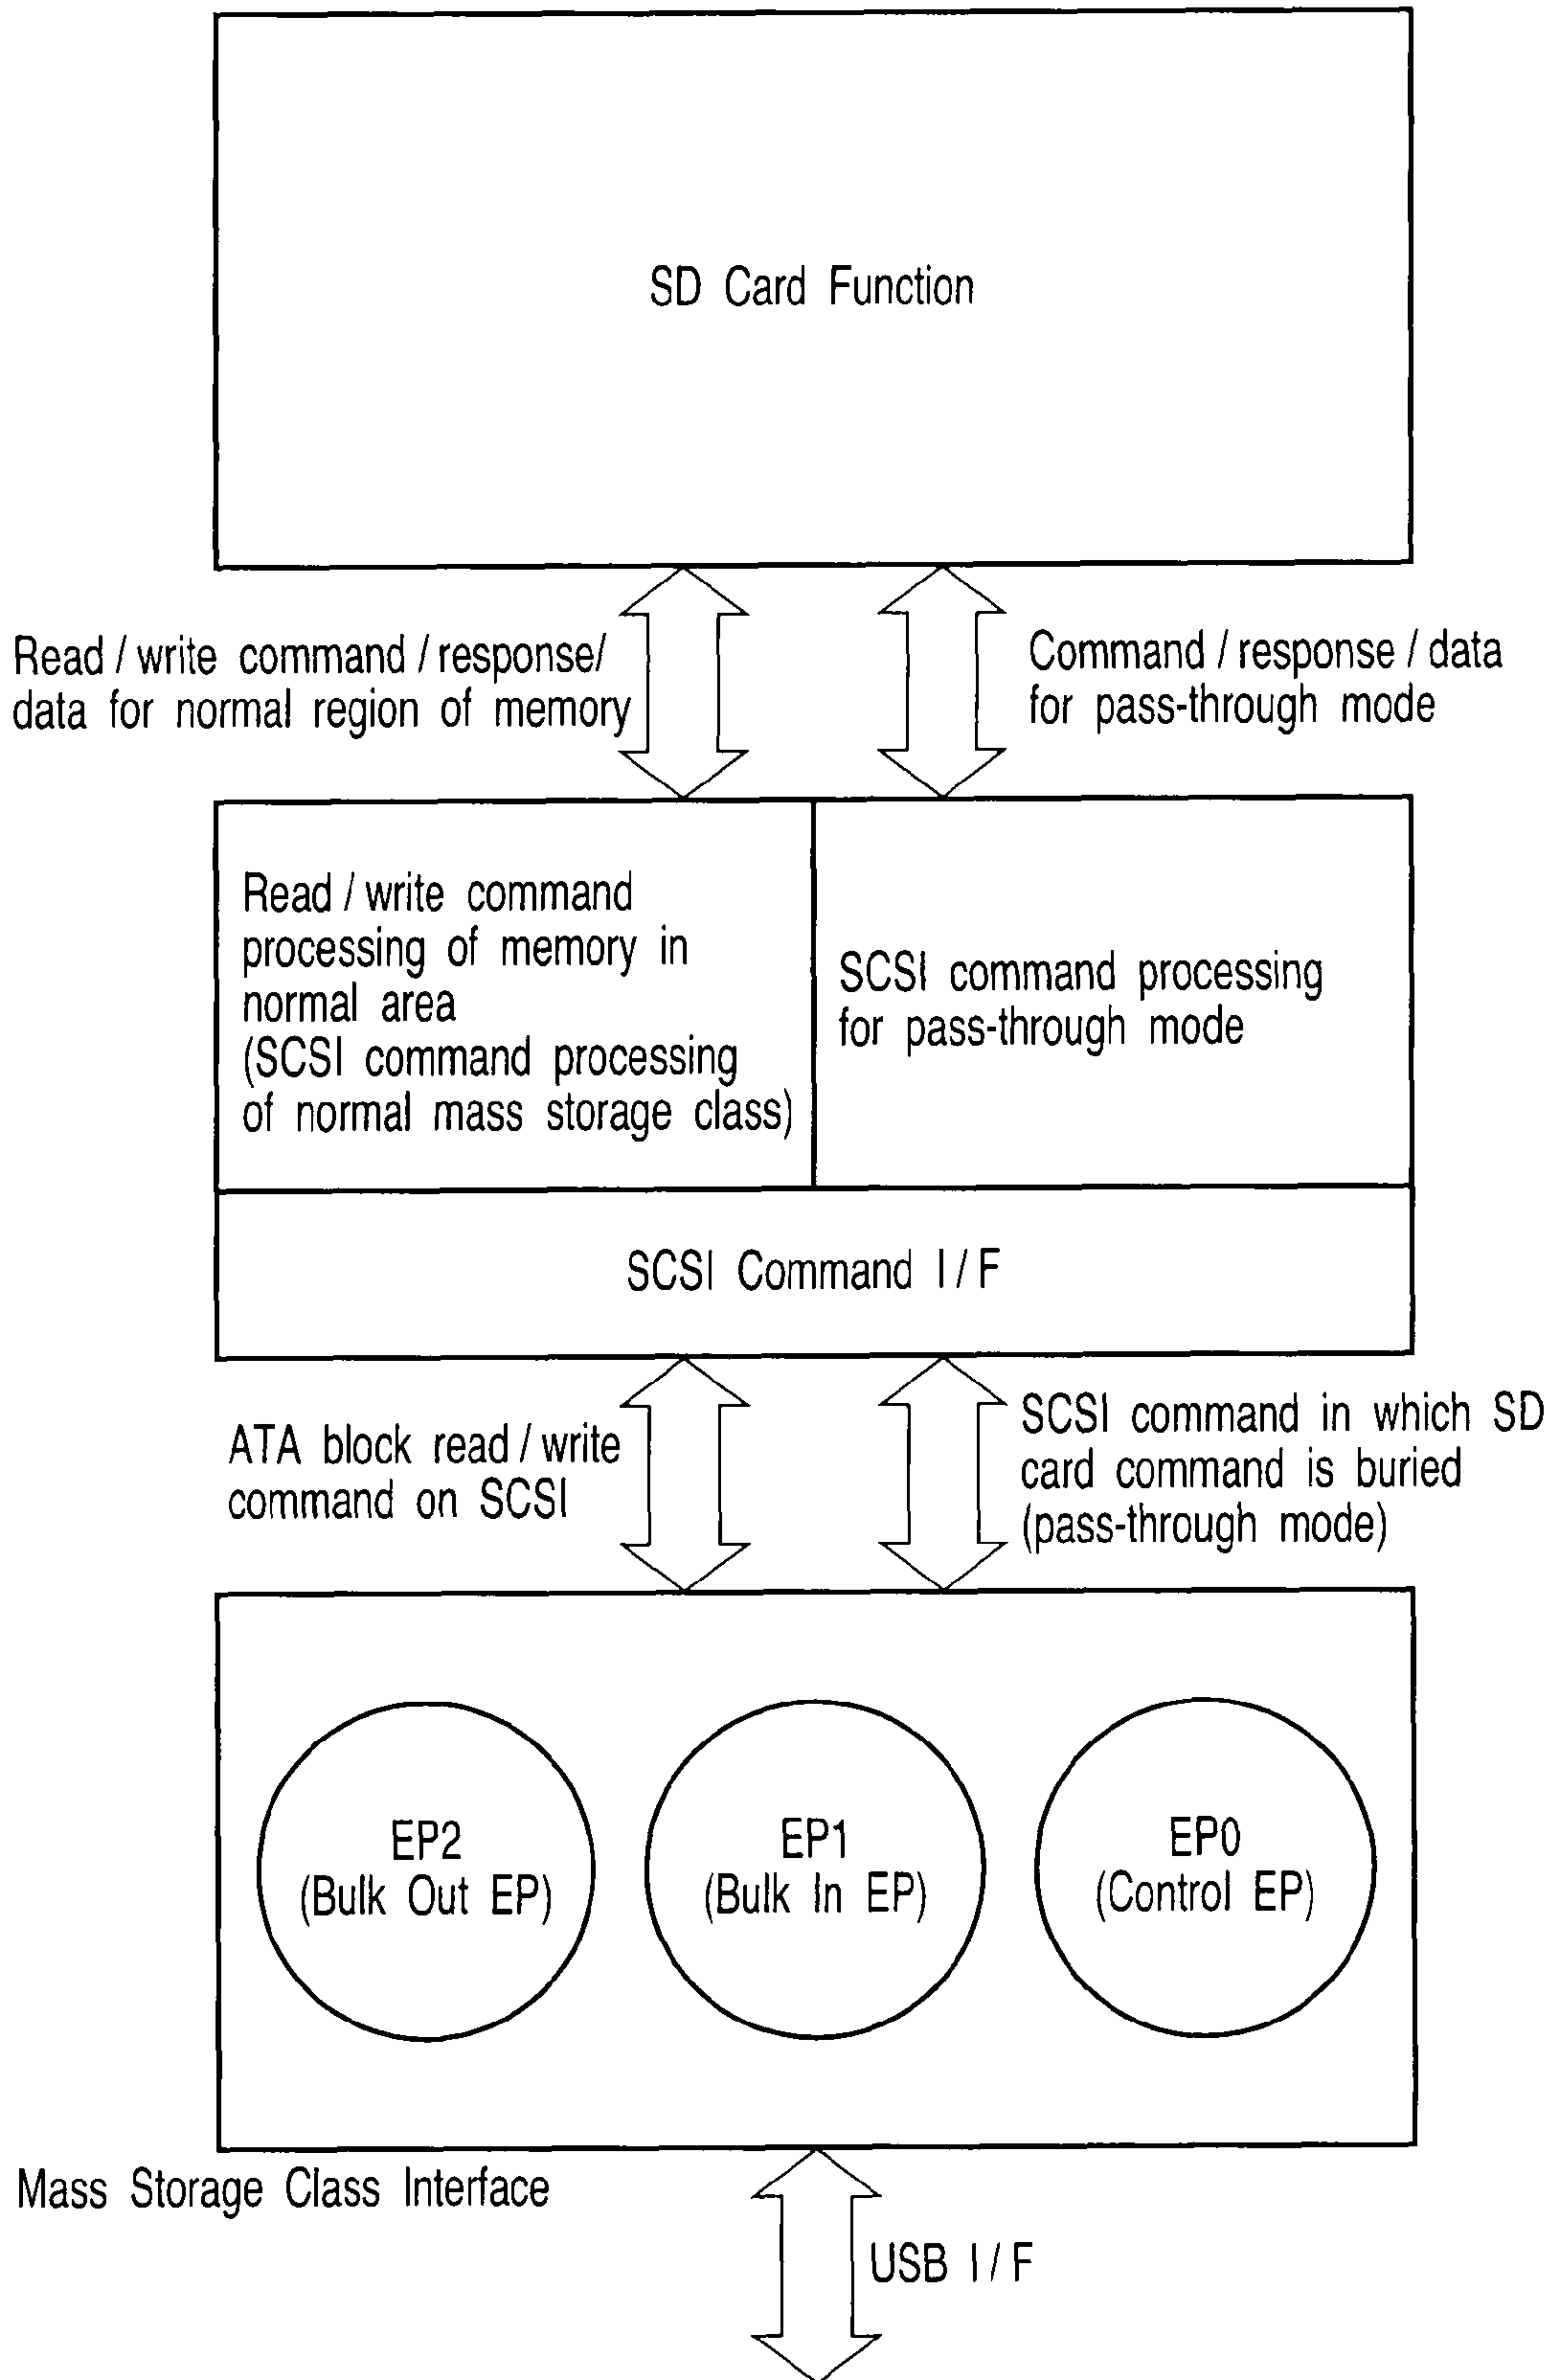 SD Card Function
Read / write command / response/
data for normal region of memory
Command / response / data
for pass-through mode
Read / write command
processing of memory in
normal area
(SCSI command processing
of normal mass storage class)
SCSI command processing
for pass-through mode
SCSI Command I / F
ATA block read / write
command on SCSI
SCSI command in which SD
card command is buried
(pass-through mode)
EP2
(Bulk Out EP)
EP1
(Bulk In EP)
EP0
(Control EP)
Mass Storage Class Interface
USB I / F